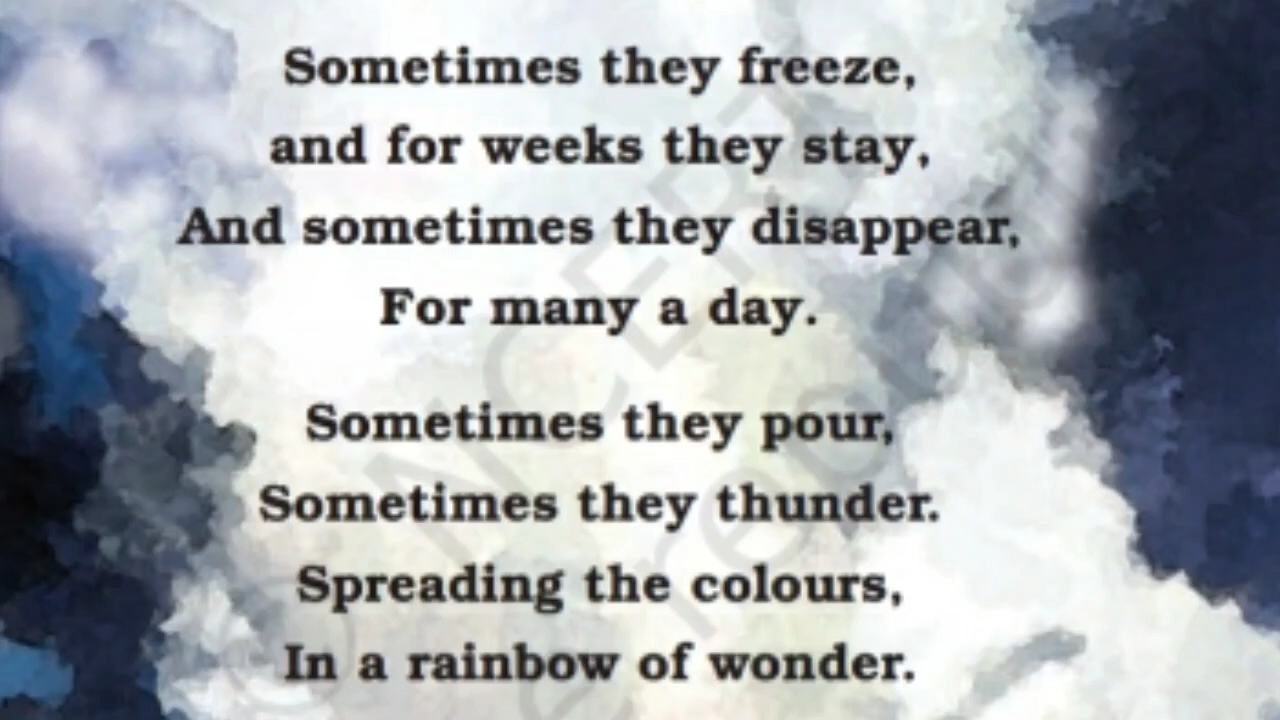 Sometimes they freeze,
and for weeks they stay,
And sometimes they disappear,
For many a day.
Sometimes they pour,
Sometimes they thunder.
Spreading the colours,
In a rainbow of wonder.